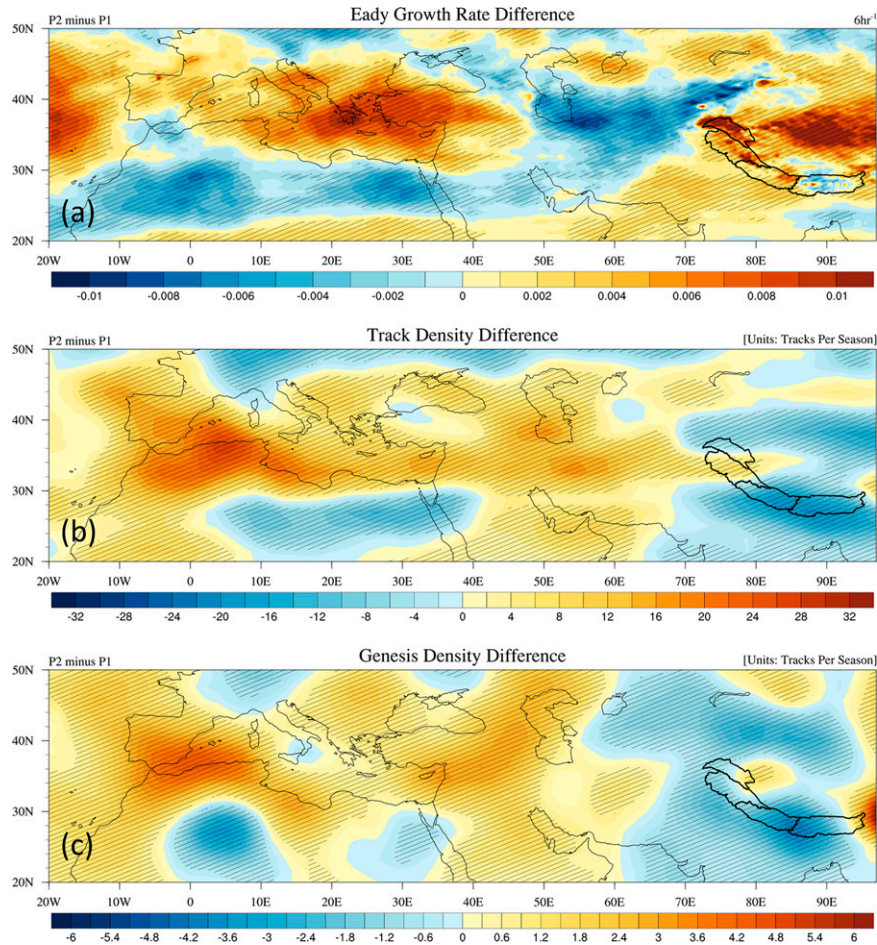 Eady Growth Rate Difference
P2 minus P1 6hr⁻¹
50N
40N
30N
20N
(a)
20W 10W 0 10E 20E 30E 40E 50E 60E 70E 80E 90E
-0.01 -0.008 -0.006 -0.004 -0.002 0 0.002 0.004 0.006 0.008 0.01
Track Density Difference
P2 minus P1 [Units: Tracks Per Season]
50N
40N
30N
20N
(b)
20W 10W 0 10E 20E 30E 40E 50E 60E 70E 80E 90E
-32 -28 -24 -20 -16 -12 -8 -4 0 4 8 12 16 20 24 28 32
Genesis Density Difference
P2 minus P1 [Units: Tracks Per Season]
50N
40N
30N
20N
(c)
20W 10W 0 10E 20E 30E 40E 50E 60E 70E 80E 90E
-6 -5.4 -4.8 -3.6 -3 -2.4 -1.8 -1.2 0 0.6 1.2 1.8 2.4 3 3.6 4.2 4.8 5.4 6